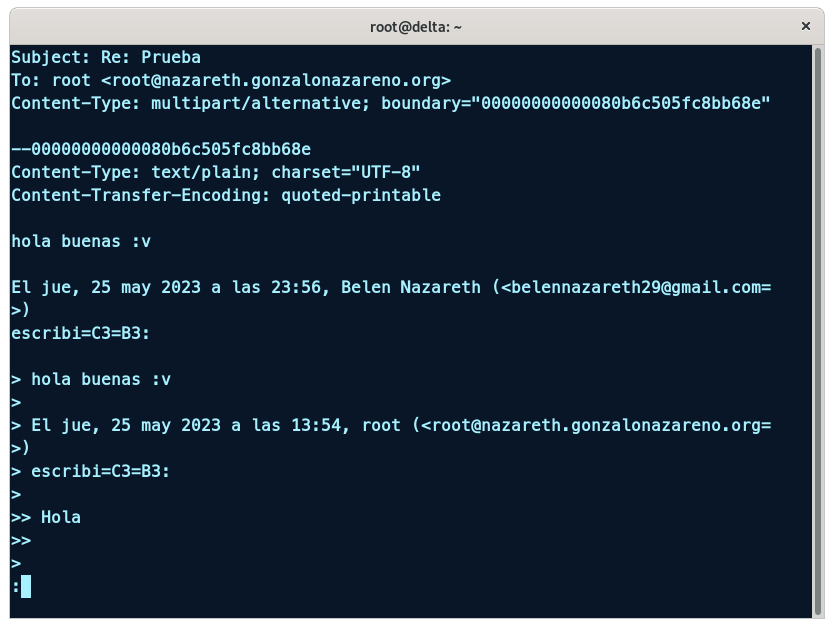 root@delta: ~
×
Subject: Re: Prueba
To: root <root@nazareth.gonzalonazareno.org>
Content-Type: multipart/alternative; boundary="00000000000080b6c505fc8bb68e"

--00000000000080b6c505fc8bb68e
Content-Type: text/plain; charset="UTF-8"
Content-Transfer-Encoding: quoted-printable

hola buenas :v

El jue, 25 may 2023 a las 23:56, Belen Nazareth (<belennazareth29@gmail.com=
>)
escribi=C3=B3:

> hola buenas :v
>
> El jue, 25 may 2023 a las 13:54, root (<root@nazareth.gonzalonazareno.org=
>)
> escribi=C3=B3:
>
>> Hola
>>
>
: